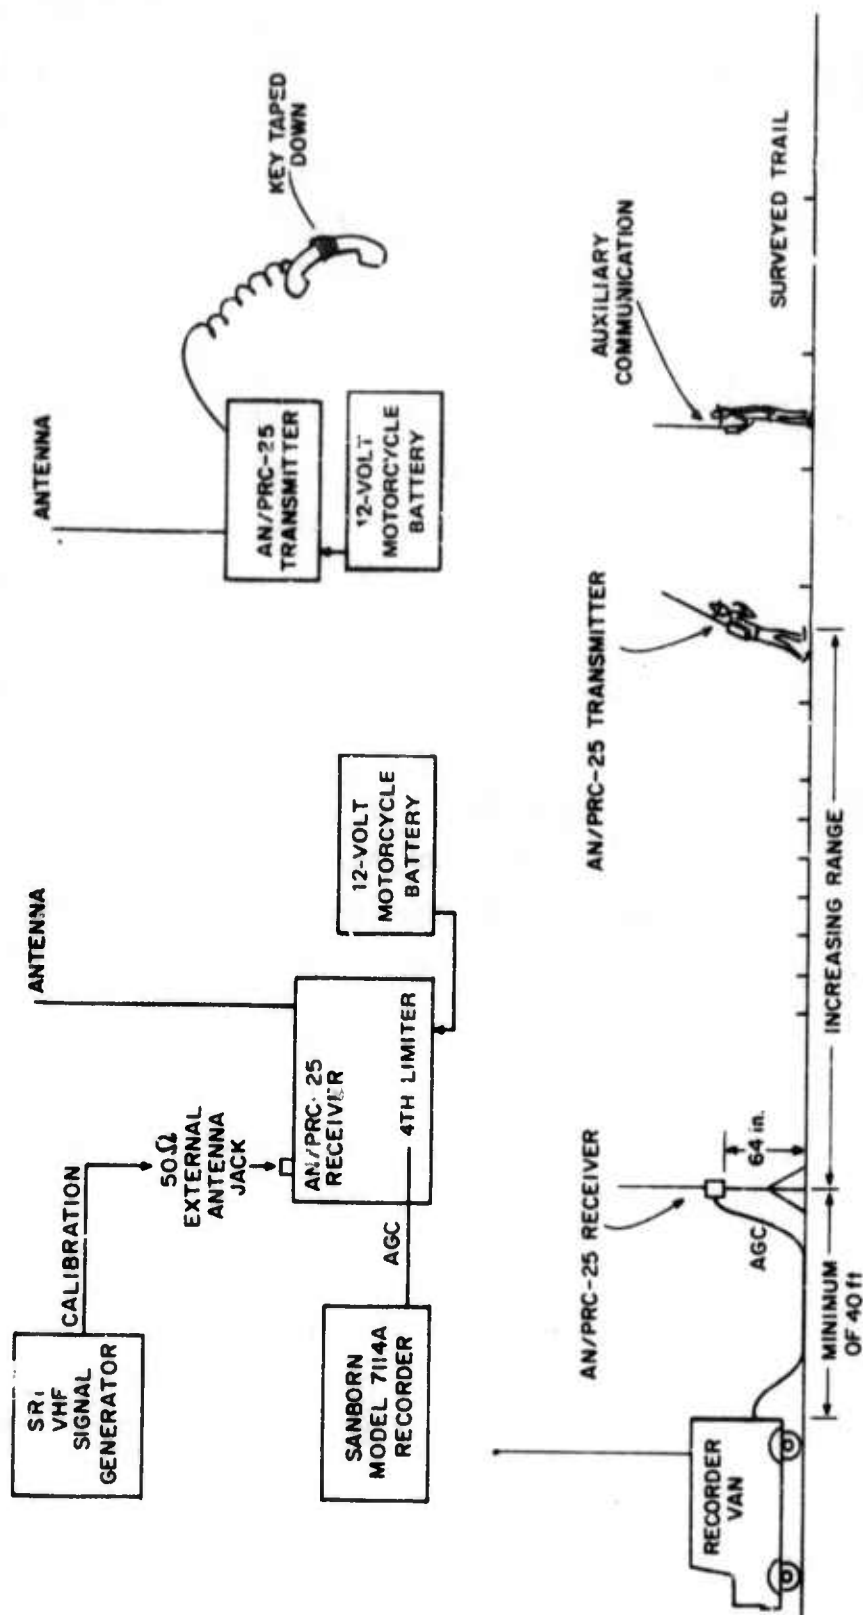 SRI
VHF
SIGNAL
GENERATOR
CALIBRATION
50Ω
EXTERNAL
ANTENNA
JACK
ANTENNA
SANBORN
MODEL 7114A
RECORDER
AGC
AN/PRC-25
RECEIVER
4TH LIMITER
12-VOLT
MOTORCYCLE
BATTERY
ANTENNA
AN/PRC-25
TRANSMITTER
12-VOLT
MOTORCYCLE
BATTERY
KEY TAPED
DOWN
RECORDER
VAN
AN/PRC-25 RECEIVER
AGC
64 in.
MINIMUM
OF 40 ft
INCREASING RANGE
AN/PRC-25 TRANSMITTER
AUXILIARY
COMMUNICATION
SURVEYED TRAIL